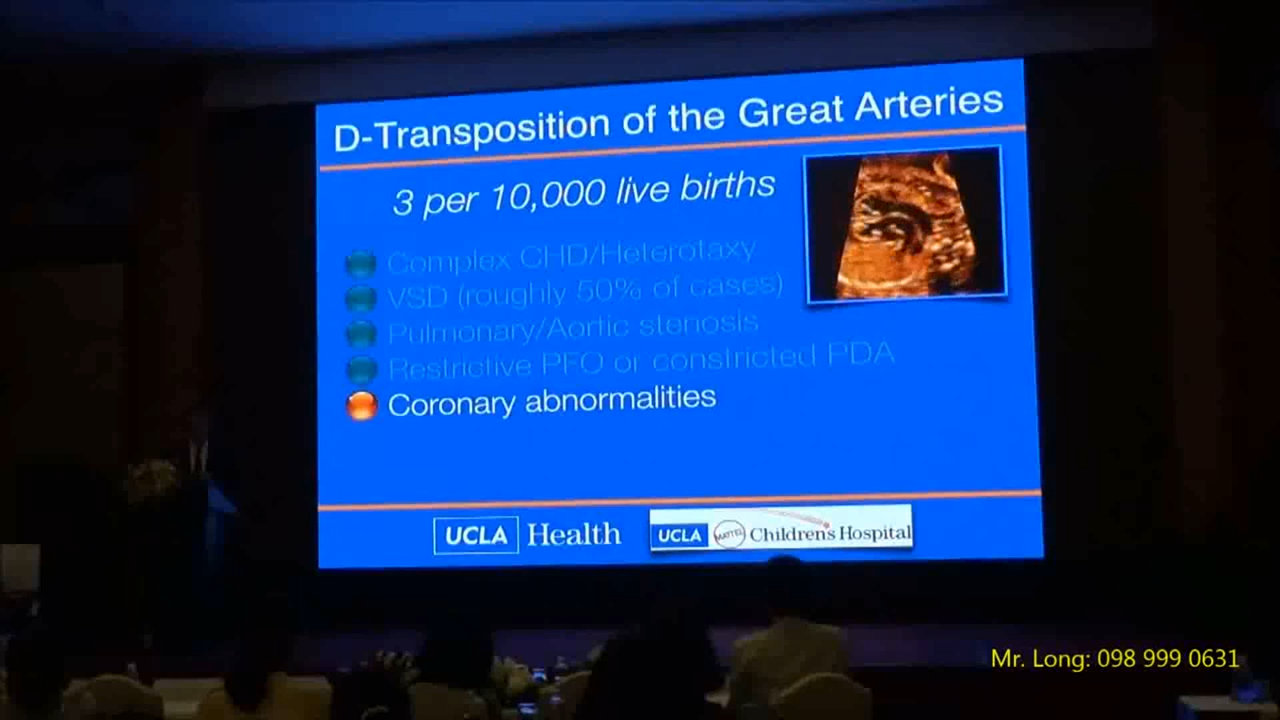 D-Transposition of the Great Arteries
3 per 10,000 live births
Complex CHD/Heterotaxy
VSD (roughly 50% of cases)
Pulmonary/Aortic stenosis
Restrictive PFO or constricted PDA
Coronary abnormalities
UCLA Health
UCLA MATTEL Children's Hospital
Mr. Long: 098 999 0631